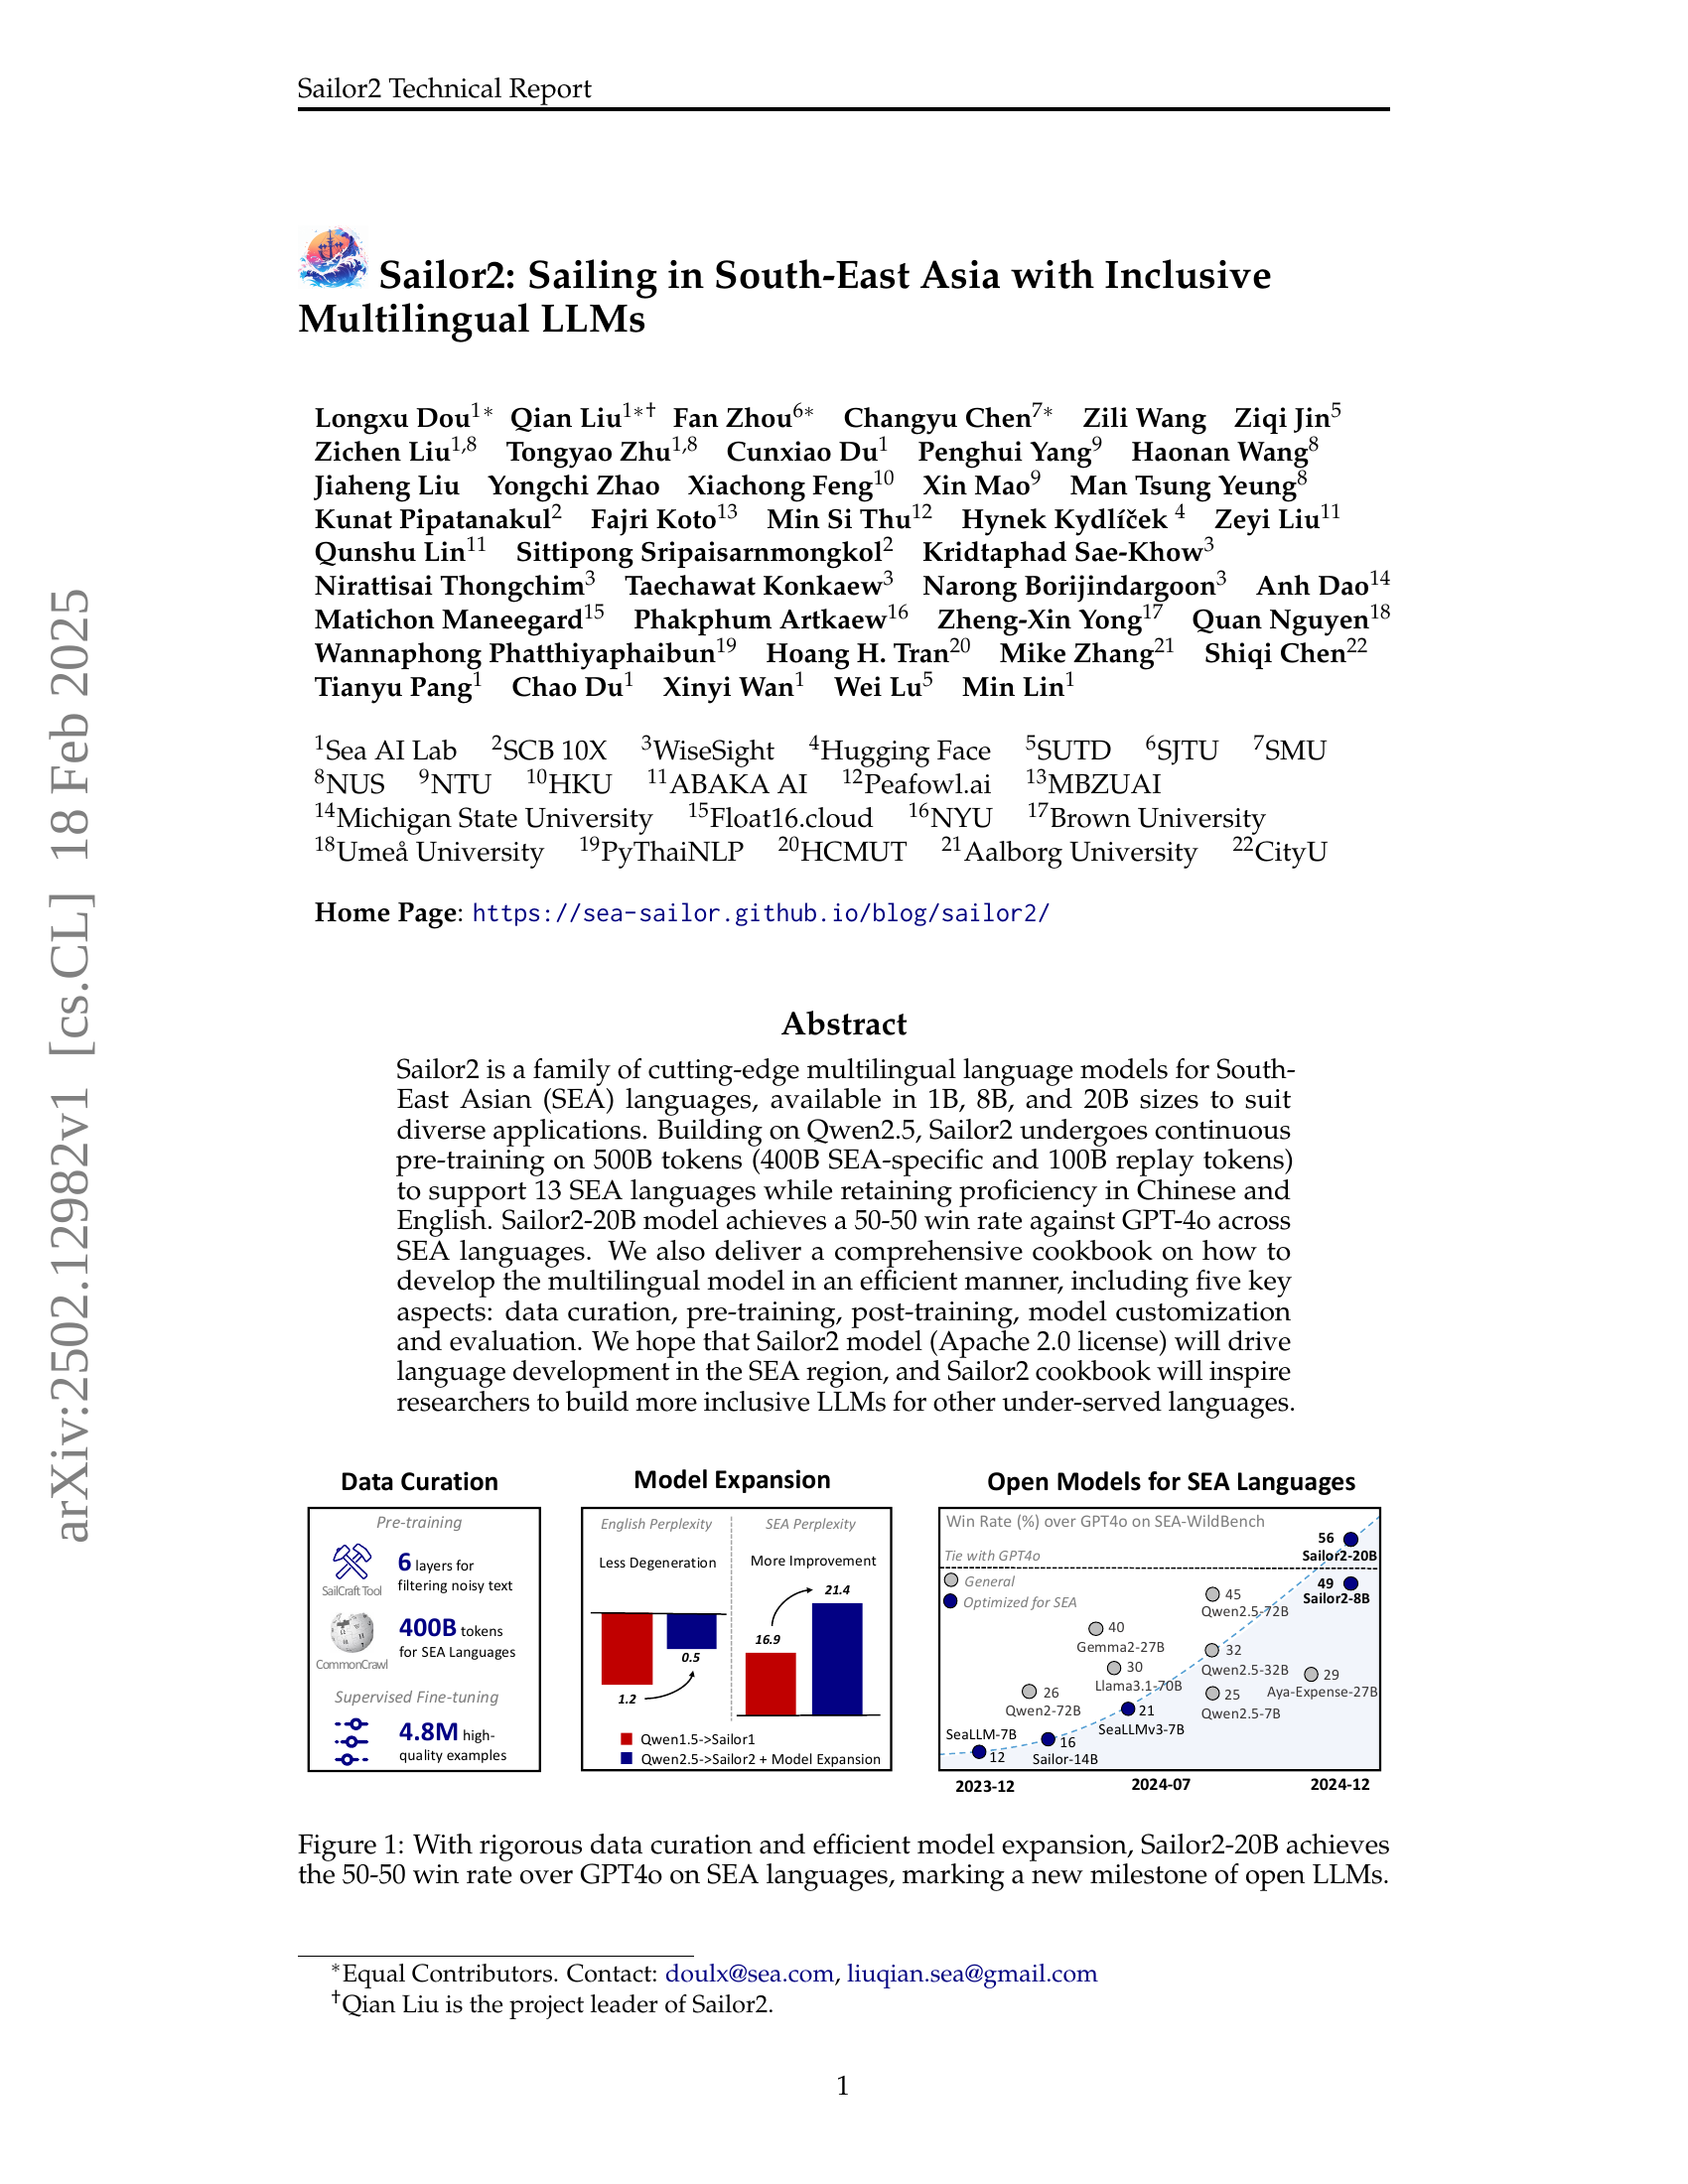 Sailor2 Technical Report
Sailor2: Sailing in South-East Asia with Inclusive
Multilingual LLMs
Longxu Dou1∗ Qian Liu1∗† Fan Zhou6∗ Changyu Chen7∗ Zili Wang Ziqi Jin5
Zichen Liu1,8 Tongyao Zhu1,8 Cunxiao Du1 Penghui Yang9 Haonan Wang8
Jiaheng Liu Yongchi Zhao Xiachong Feng10 Xin Mao9 Man Tsung Yeung8
Kunat Pipatanakul2 Fajri Koto13 Min Si Thu12 Hynek Kydlíček 4 Zeyi Liu11
Qunshu Lin11 Sittipong Sripaisarnmongkol2 Kridtaphad Sae-Khow3
Nirattisai Thongchim3 Taechawat Konkaew3 Narong Borijindargoon3 Anh Dao14
Matichon Maneegard15 Phakphum Artkaew16 Zheng-Xin Yong17 Quan Nguyen18
Wannaphong Phatthiyaphaibun19 Hoang H. Tran20 Mike Zhang21 Shiqi Chen22
Tianyu Pang1 Chao Du1 Xinyi Wan1 Wei Lu5 Min Lin1
1Sea AI Lab 2SCB 10X 3WiseSight 4Hugging Face 5SUTD 6SJTU 7SMU
8NUS 9NTU 10HKU 11ABAKA AI 12Peafowl.ai 13MBZUAI
14Michigan State University 15Float16.cloud 16NYU 17Brown University
18Umeå University 19PyThaiNLP 20HCMUT 21Aalborg University 22CityU
Home Page: https://sea-sailor.github.io/blog/sailor2/
Abstract
Sailor2 is a family of cutting-edge multilingual language models for South-
East Asian (SEA) languages, available in 1B, 8B, and 20B sizes to suit
diverse applications. Building on Qwen2.5, Sailor2 undergoes continuous
pre-training on 500B tokens (400B SEA-specific and 100B replay tokens)
to support 13 SEA languages while retaining proficiency in Chinese and
English. Sailor2-20B model achieves a 50-50 win rate against GPT-4o across
SEA languages. We also deliver a comprehensive cookbook on how to
develop the multilingual model in an efficient manner, including five key
aspects: data curation, pre-training, post-training, model customization
and evaluation. We hope that Sailor2 model (Apache 2.0 license) will drive
language development in the SEA region, and Sailor2 cookbook will inspire
researchers to build more inclusive LLMs for other under-served languages.
Data Curation
Pre-training
6 layers for
filtering noisy text
SailCraft Tool
400B tokens
for SEA Languages
CommonCrawl
Supervised Fine-tuning
4.8M high-
quality examples
Model Expansion
English Perplexity
SEA Perplexity
Less Degeneration
More Improvement
21.4
16.9
0.5
1.2
Qwen1.5->Sailor1
Qwen2.5->Sailor2 + Model Expansion
Open Models for SEA Languages
Win Rate (%) over GPT4o on SEA-WildBench
56
Sailor2-20B
Tie with GPT4o
General
Optimized for SEA
49
Sailor2-8B
45
Qwen2.5-72B
40
Gemma2-27B
32
Qwen2.5-32B
30
Llama3.1-70B
29
Aya-Expense-27B
26
Qwen2-72B
25
Qwen2.5-7B
21
SeaLLMv3-7B
16
Sailor-14B
SeaLLM-7B
12
2023-12
2024-07
2024-12
Figure 1: With rigorous data curation and efficient model expansion, Sailor2-20B achieves
the 50-50 win rate over GPT4o on SEA languages, marking a new milestone of open LLMs.
∗Equal Contributors. Contact: doulx@sea.com, liuqian.sea@gmail.com
†Qian Liu is the project leader of Sailor2.
1
arXiv:2502.12982v1 [cs.CL] 18 Feb 2025